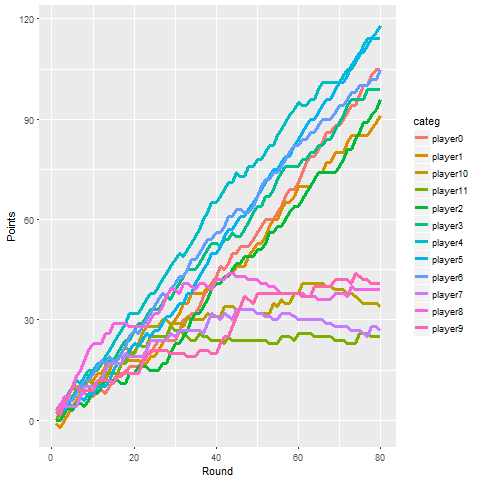 120
90
60
30
0
Points
0
20
40
60
80
Round
categ
player0
player1
player10
player11
player2
player3
player4
player5
player6
player7
player8
player9